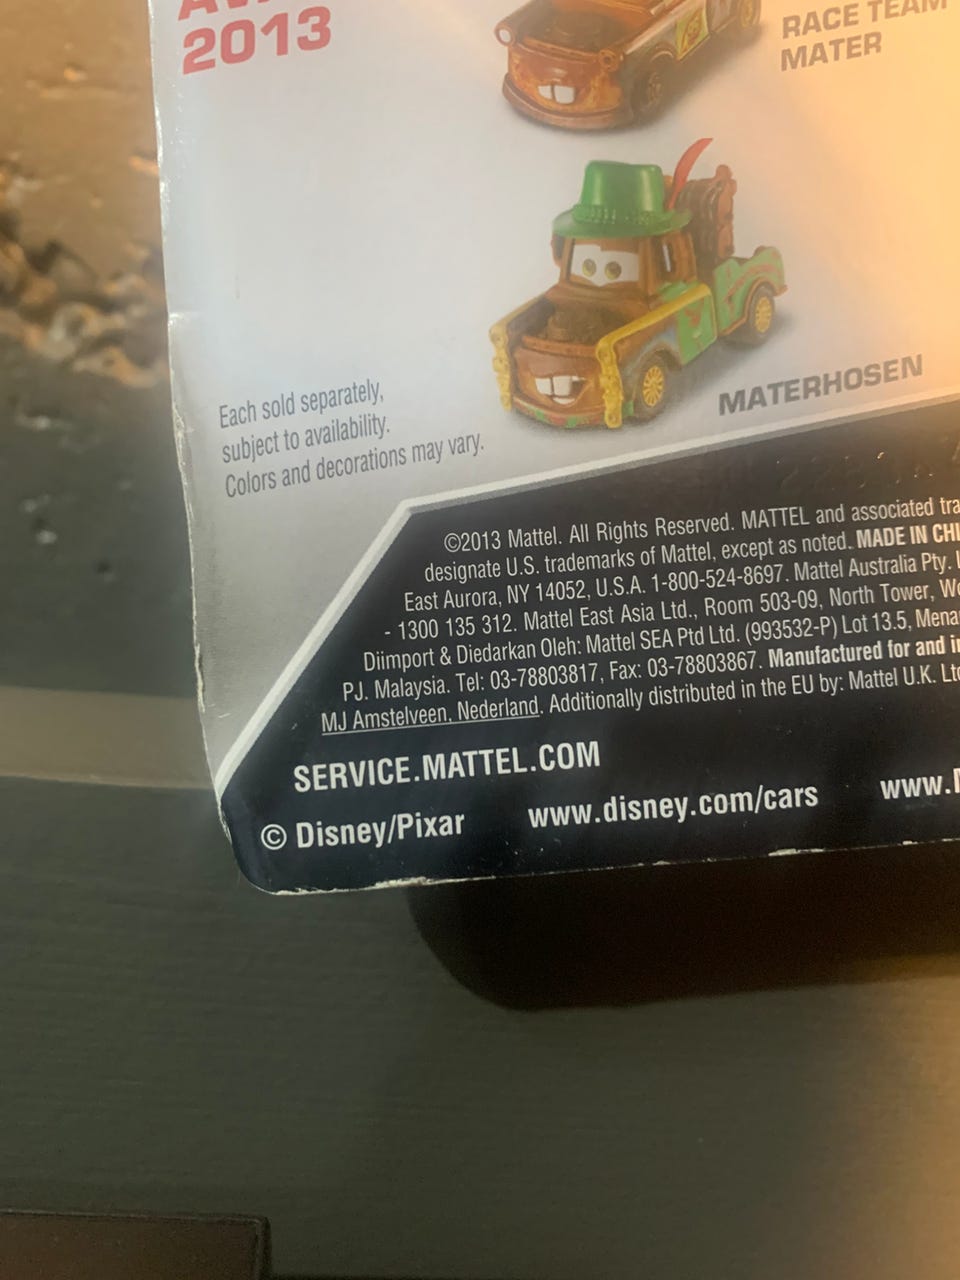 2013
RACE TEAM
MATER
MATERHOSEN
Each sold separately,
subject to availability.
Colors and decorations may vary.
©2013 Mattel. All Rights Reserved. MATTEL and associated
designate U.S. trademarks of Mattel, except as noted. MADE IN
East Aurora, NY 14052, U.S.A. 1-800-524-8697. Mattel Australia Pty.
- 1300 135 312. Mattel East Asia Ltd., Room 503-09, North Tower,
Diimport & Diedarkan Oleh: Mattel SEA Ptd Ltd. (993532-P) Lot 13.5,
PJ. Malaysia. Tel: 03-78803817, Fax: 03-78803867. Manufactured for and
MJ Amstelveen, Nederland. Additionally distributed in the EU by: Mattel U.K.
SERVICE.MATTEL.COM
© Disney/Pixar www.disney.com/cars www.